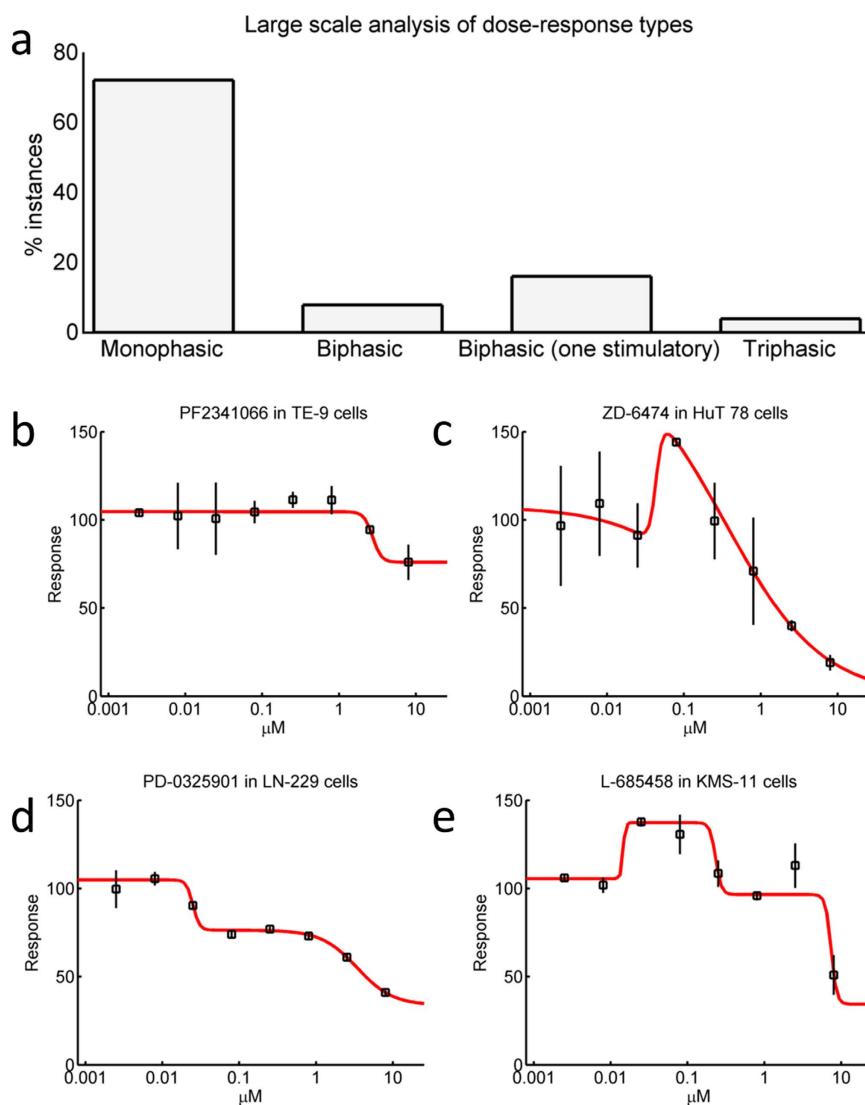 a
Large scale analysis of dose-response types
80
60
40
20
0
% instances
Monophasic Biphasic Biphasic (one stimulatory) Triphasic
b
PF2341066 in TE-9 cells
150
100
50
0
Response
0.001 0.01 0.1 1 10
μM
c
ZD-6474 in HuT 78 cells
150
100
50
0
Response
0.001 0.01 0.1 1 10
μM
d
PD-0325901 in LN-229 cells
150
100
50
0
Response
0.001 0.01 0.1 1 10
μM
e
L-685458 in KMS-11 cells
150
100
50
0
Response
0.001 0.01 0.1 1 10
μM